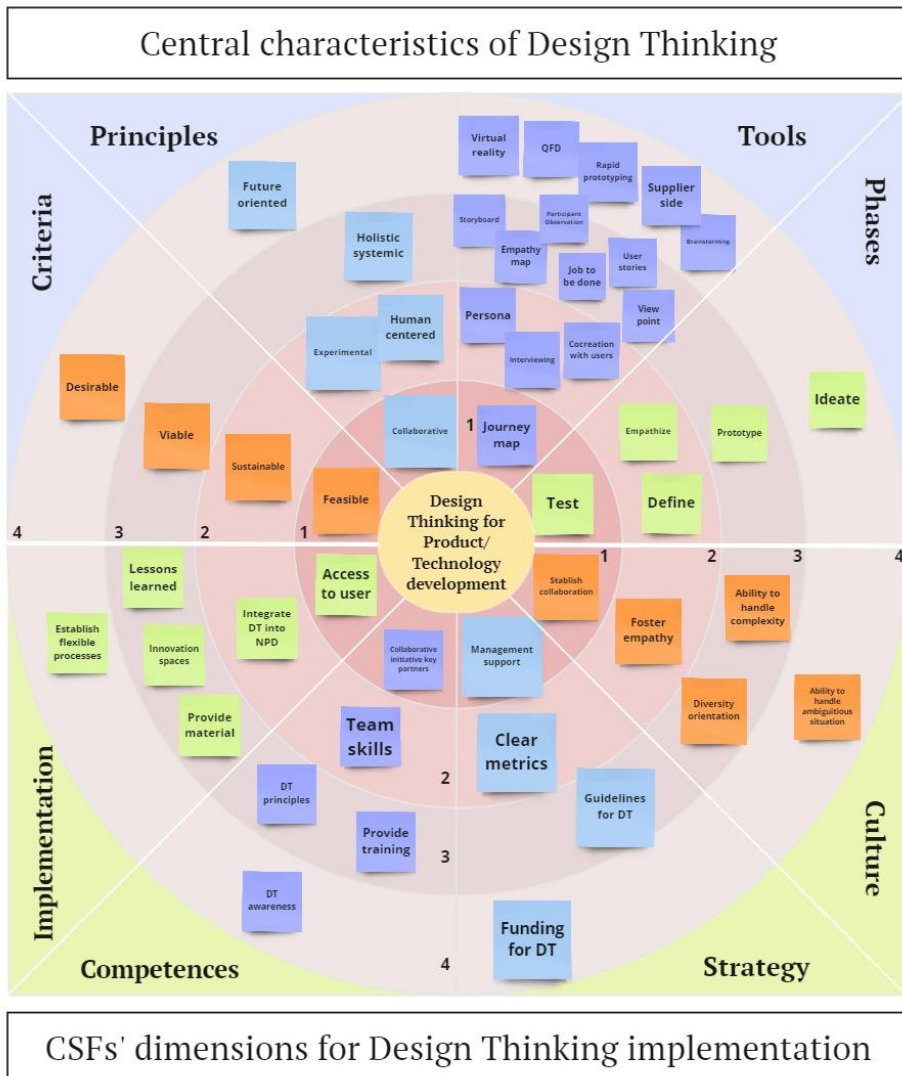 Central characteristics of Design Thinking
Principles
Tools
Criteria
Phases
Virtual
reality
QFD
Rapid
prototyping
Supplier
side
Brainstorming
Future
oriented
Holistic
systemic
Storyboard
Participant
Observation
Empathy
map
Job to
be done
User
stories
View
point
Experimental
Human
centered
Persona
Interviewing
Cocreation
with users
Desirable
Viable
Sustainable
Feasible
Collaborative
1
Journey
map
Empathize
Prototype
Ideate
Test
Define
Design
Thinking for
Product/
Technology
development
4
3
2
1
1
2
3
4
Lessons
learned
Access
to user
Establish
flexible
processes
Innovation
spaces
Integrate
DT into
NPD
Provide
material
Collaborative
initiative key
partners
Management
support
Stablish
collaboration
Foster
empathy
Ability to
handle
complexity
Diversity
orientation
Ability to
handle
ambiguitious
situation
Team
skills
Clear
metrics
2
DT
principles
Guidelines
for DT
Provide
training
3
DT
awareness
Funding
for DT
4
Implementation
Culture
Competences
Strategy
CSFs' dimensions for Design Thinking implementation